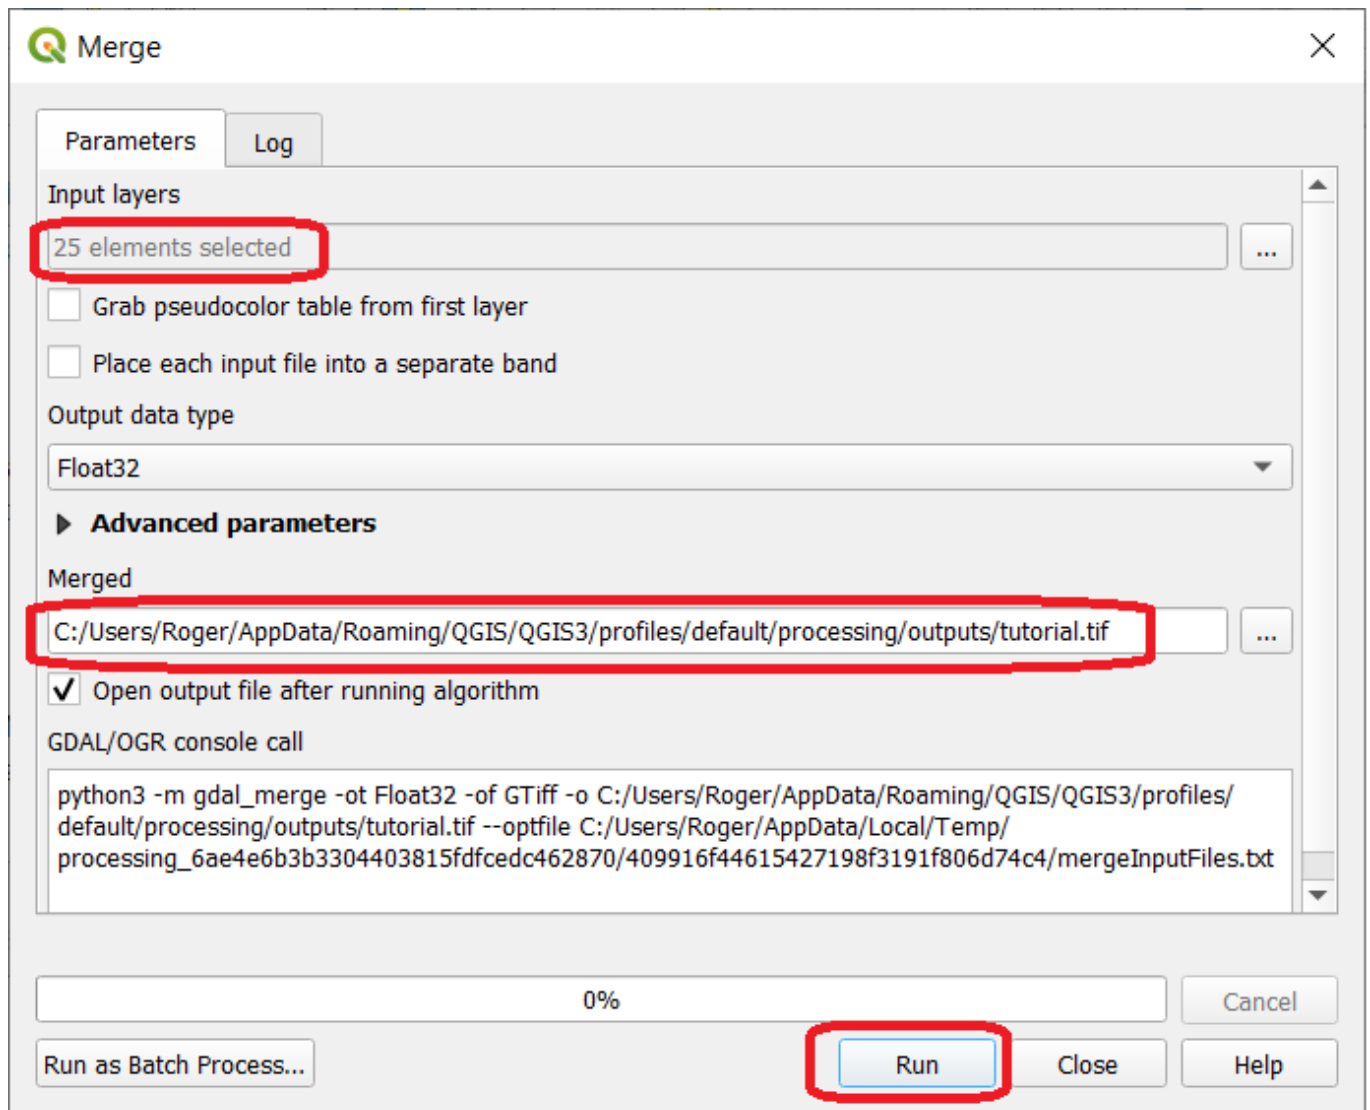 Merge
Parameters
Log
Input layers
25 elements selected
...
Grab pseudocolor table from first layer
Place each input file into a separate band
Output data type
Float32
Advanced parameters
Merged
C:/Users/Roger/AppData/Roaming/QGIS/QGIS3/profiles/default/processing/outputs/tutorial.tif
...
Open output file after running algorithm
GDAL/OGR console call
python3 -m gdal_merge -ot Float32 -of GTiff -o C:/Users/Roger/AppData/Roaming/QGIS/QGIS3/profiles/
default/processing/outputs/tutorial.tif --optfile C:/Users/Roger/AppData/Local/Temp/
processing_6ae4e6b3b3304403815fdfcedc462870/409916f44615427198f3191f806d74c4/mergeInputFiles.txt
0%
Cancel
Run as Batch Process...
Run
Close
Help